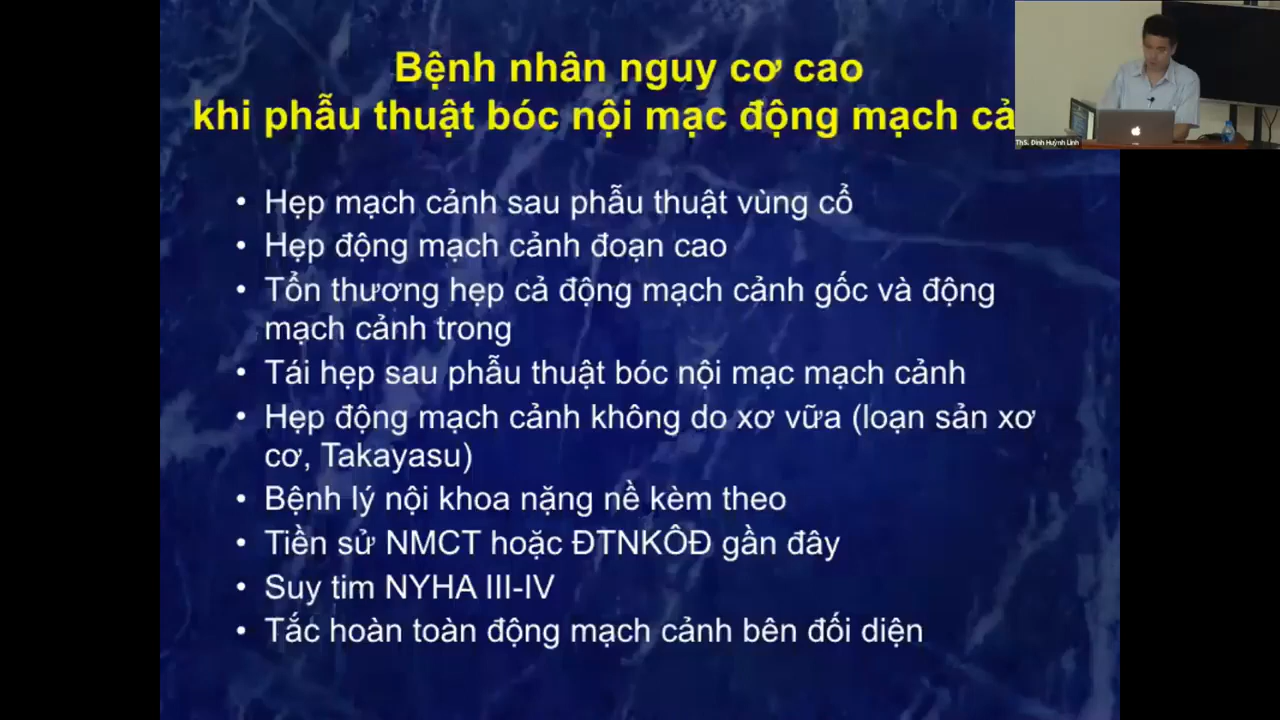 Bệnh nhân nguy cơ cao
khi phẫu thuật bóc nội mạc động mạch cả
ThS. Đinh Huỳnh Linh
• Hẹp mạch cảnh sau phẫu thuật vùng cổ
• Hẹp động mạch cảnh đoạn cao
• Tổn thương hẹp cả động mạch cảnh gốc và động
mạch cảnh trong
• Tái hẹp sau phẫu thuật bóc nội mạc mạch cảnh
• Hẹp động mạch cảnh không do xơ vữa (loạn sản xơ
cơ, Takayasu)
• Bệnh lý nội khoa nặng nề kèm theo
• Tiền sử NMCT hoặc ĐTNKÔĐ gần đây
• Suy tim NYHA III-IV
• Tắc hoàn toàn động mạch cảnh bên đối diện